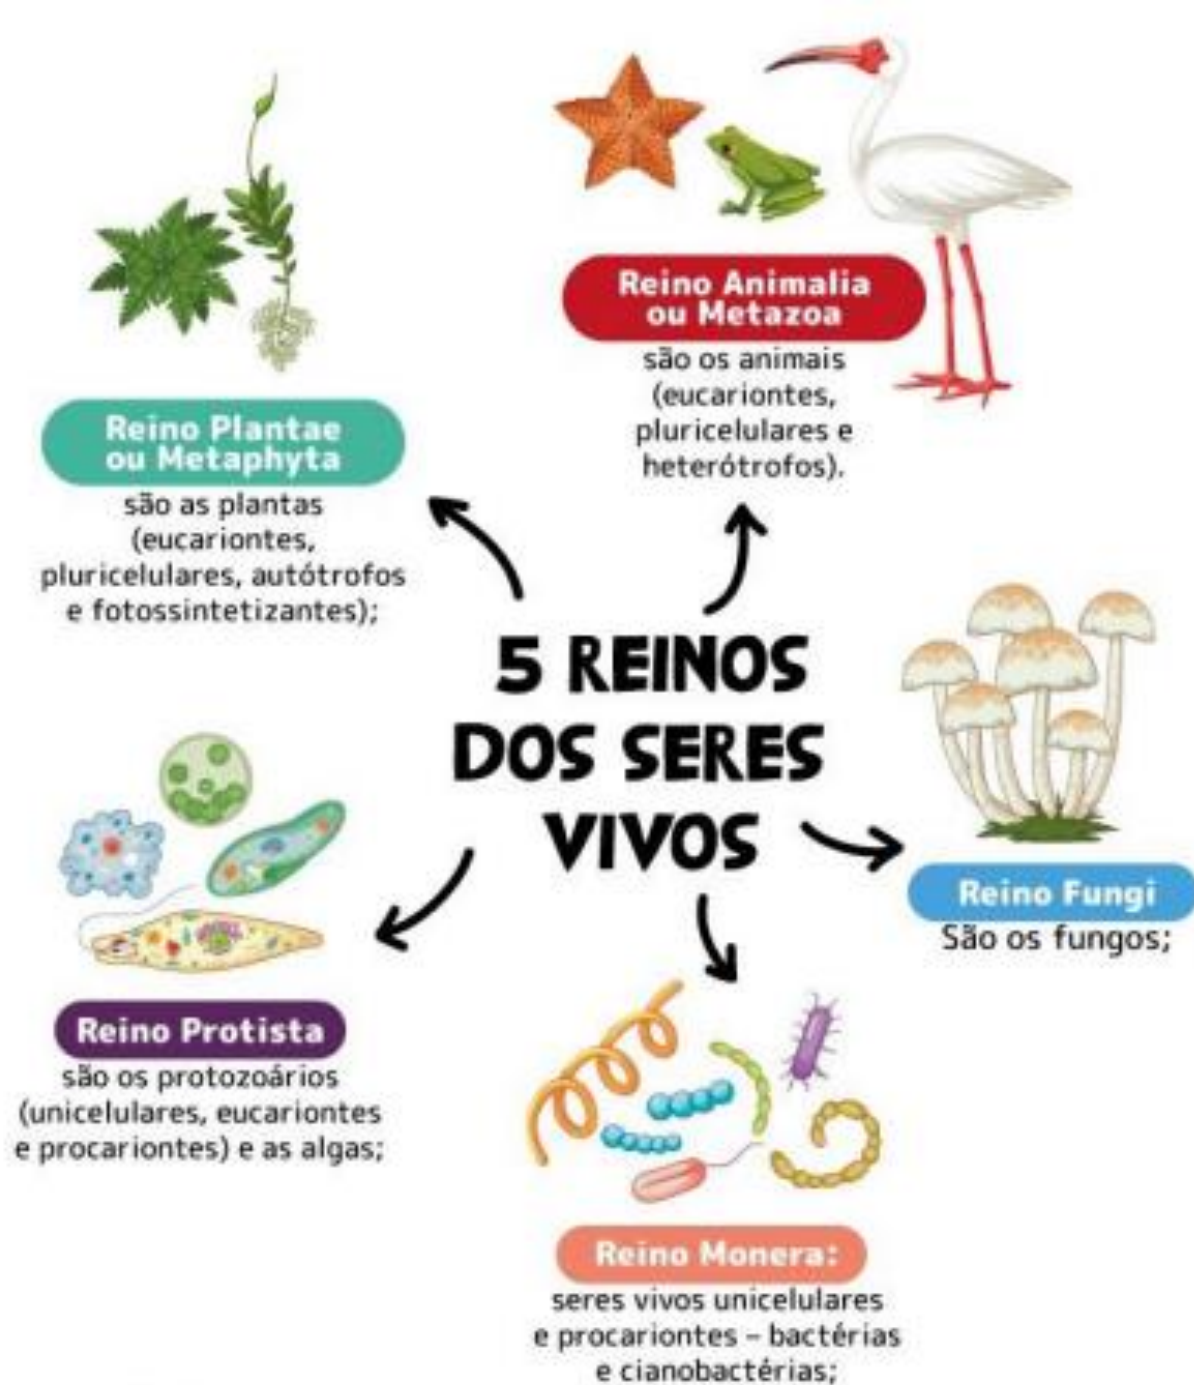 Reino Animalia
ou Metazoa
são os animais
(eucariontes,
pluricelulares e
heterótrofos).
Reino Plantae
ou Metaphyta
são as plantas
(eucariontes,
pluricelulares, autótrofos
e fotossintetizantes);
5 REINOS
DOS SERES
VIVOS
Reino Fungi
São os fungos;
Reino Protista
são os protozoários
(unicelulares, eucariontes
e procariontes) e as algas;
Reino Monera:
seres vivos unicelulares
e procariontes – bactérias
e cianobactérias;